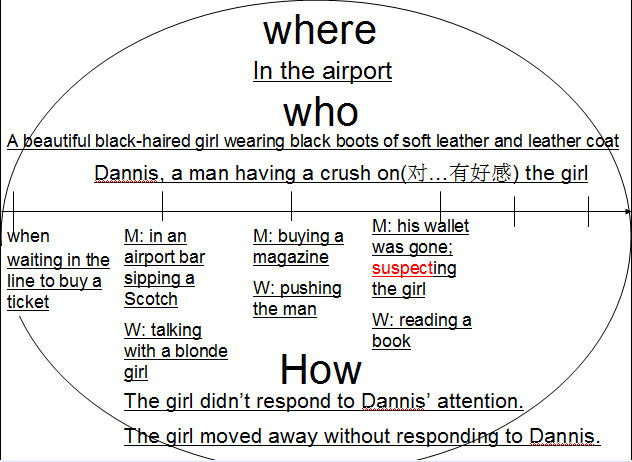 where
In the airport
who
A beautiful black-haired girl wearing black boots of soft leather and leather coat
Dannis, a man having a crush on(对…有好感) the girl
when
waiting in the
line to buy a
ticket
M: in an
airport bar
sipping a
Scotch
W: talking
with a blonde
girl
M: buying a
magazine
W: pushing
the man
M: his wallet
was gone;
suspecting
the girl
W: reading a
book
How
The girl didn't respond to Dannis' attention.
The girl moved away without responding to Dannis.